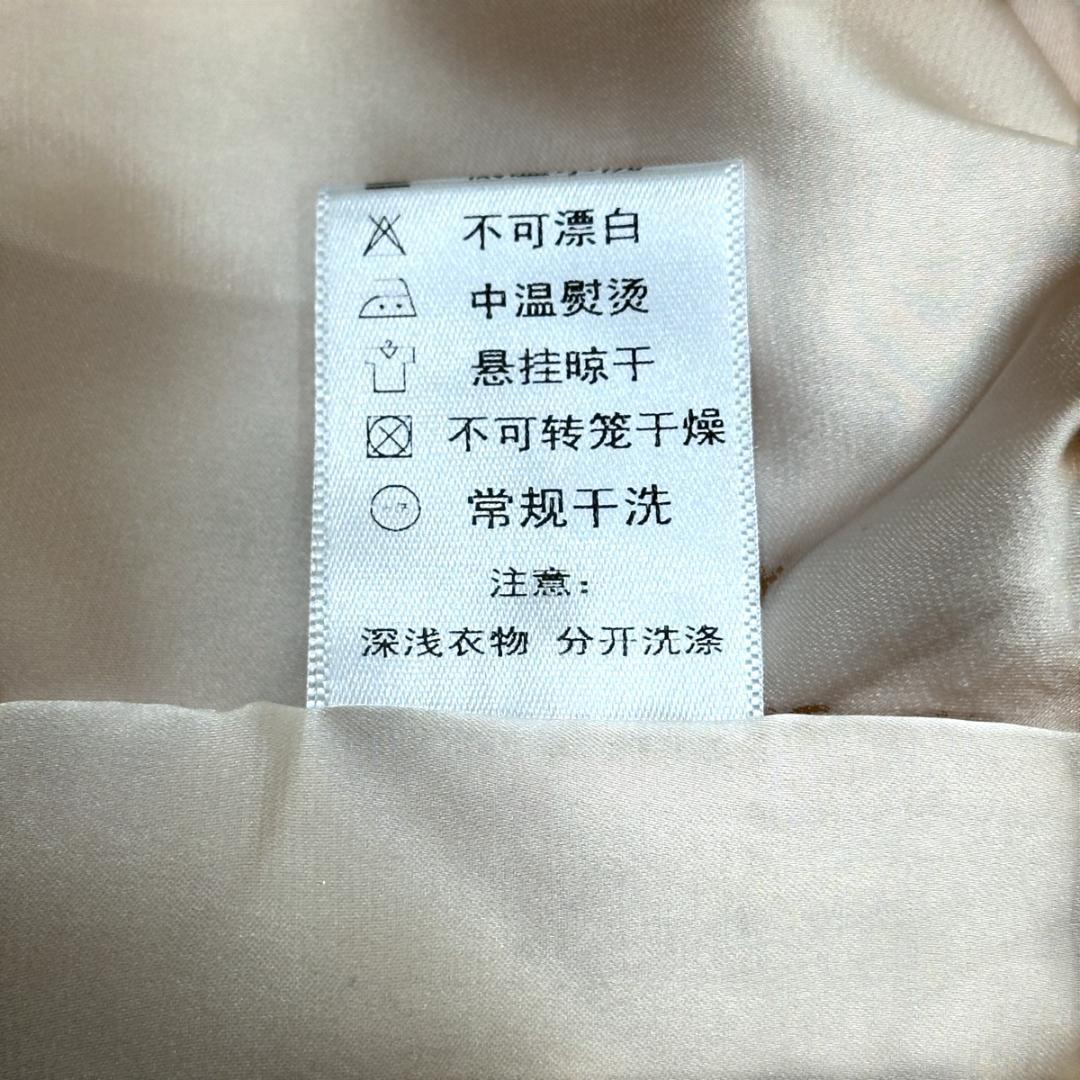 不可漂白
中温熨烫
悬挂晾干
不可转笼干燥
常规干洗
注意：
深浅衣物 分开洗涤